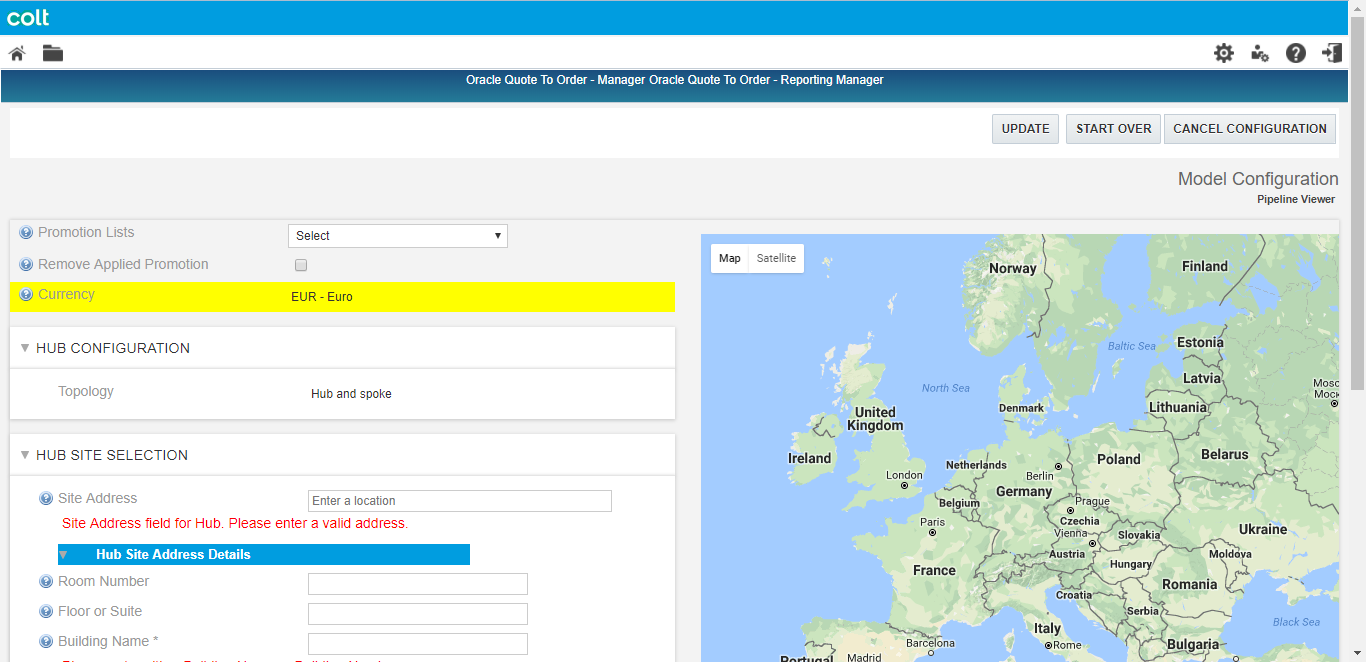 colt
Oracle Quote To Order - Manager Oracle Quote To Order - Reporting Manager
UPDATE START OVER CANCEL CONFIGURATION
Model Configuration
Pipeline Viewer
Promotion Lists Select
Remove Applied Promotion
Currency EUR - Euro
HUB CONFIGURATION
Topology Hub and spoke
HUB SITE SELECTION
Site Address Enter a location
Site Address field for Hub. Please enter a valid address.
Hub Site Address Details
Room Number
Floor or Suite
Building Name *
Map Satellite
Norway
Finland
Baltic Sea
Estonia
Latvia
North Sea
Denmark
Lithuania
Mosc
Моск
United
Kingdom
Ireland
Belarus
Poland
Netherlands
London
Berlin
Germany
Belgium
Prague
Czechia
Paris
Ukraine
Vienna
Slovakia
Austria
Moldova
Hungary
France
Romania
Croatia
Serbia
Black Sea
Italy
Barcelona
Rome
Bulgaria
Madrid
Portugal